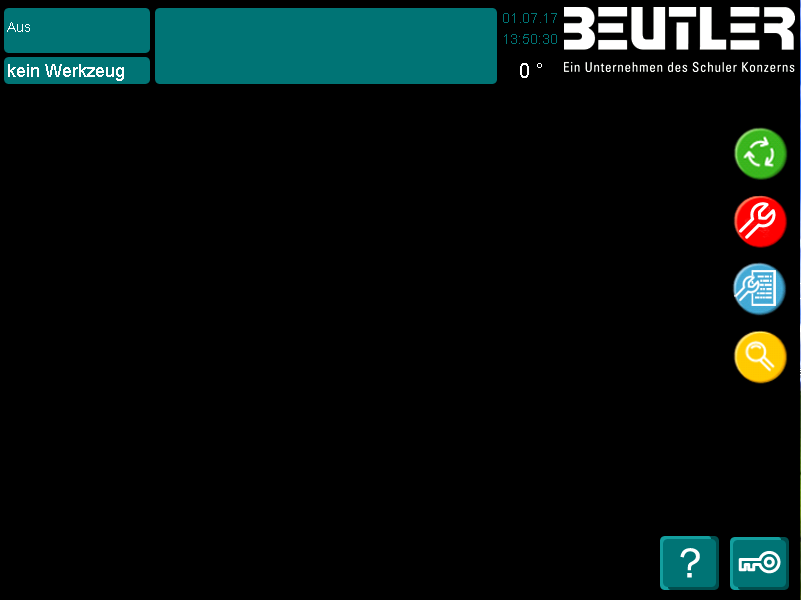 Aus
kein Werkzeug
01.07.17
13:50:30
0 °
BEUTLER
Ein Unternehmen des Schuler Konzerns
?